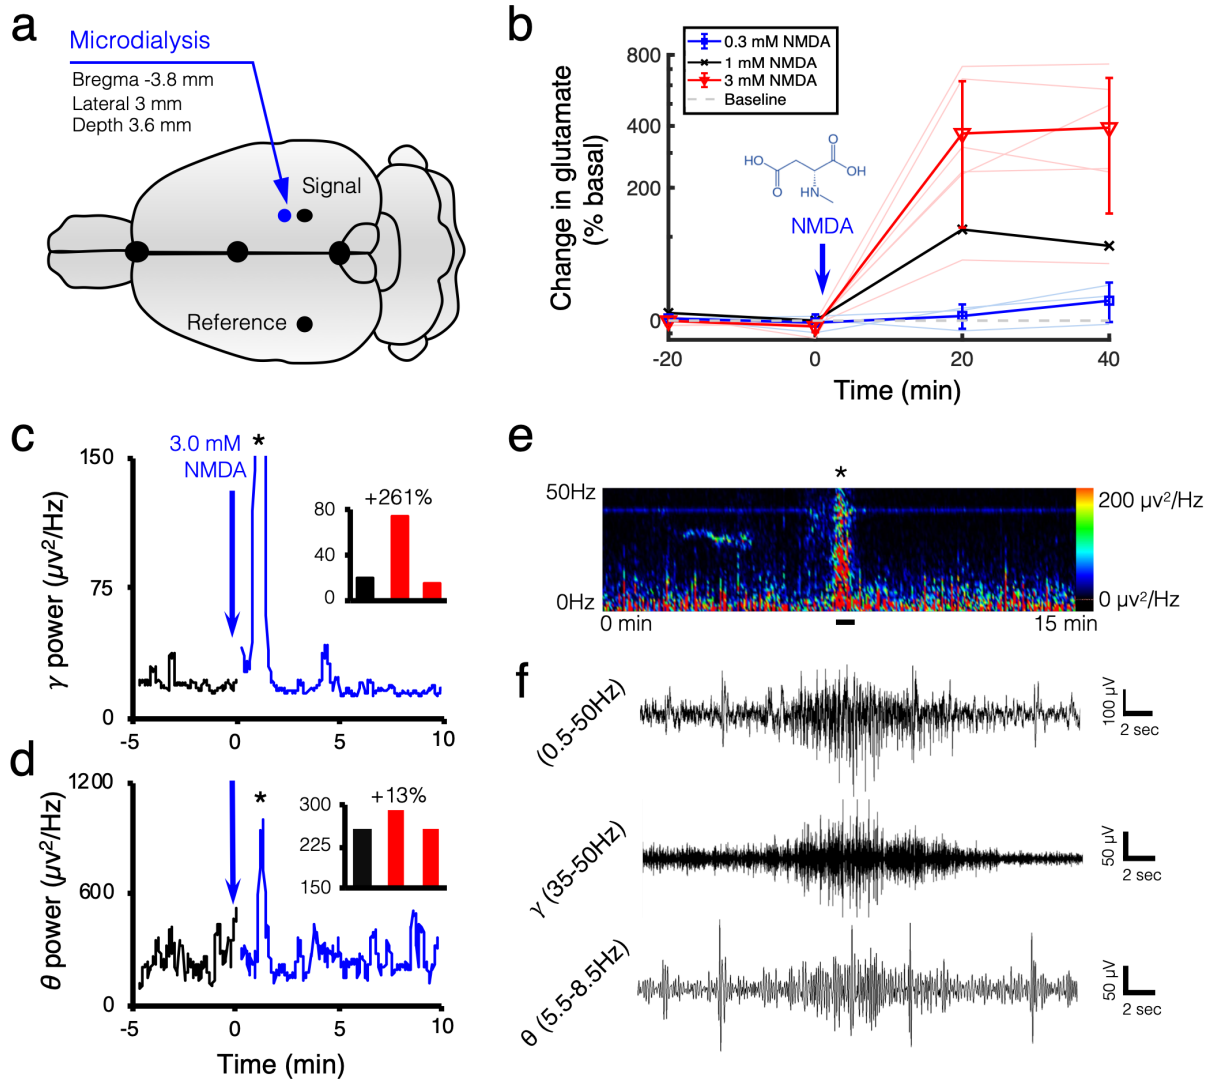 a
Microdialysis
Bregma -3.8 mm
Lateral 3 mm
Depth 3.6 mm
Signal
Reference
b
0.3 mM NMDA
1 mM NMDA
3 mM NMDA
Baseline
Change in glutamate
(% basal)
800
400
200
0
HO
O
O
OH
HN
NMDA
-20
0
20
40
Time (min)
c
3.0 mM
NMDA
*
γ power (µv²/Hz)
150
75
0
+261%
80
40
0
-5
0
5
10
d
*
θ power (µv²/Hz)
1200
600
0
+13%
300
225
150
-5
0
5
10
Time (min)
e
*
50Hz
0Hz
200 µv²/Hz
0 µv²/Hz
0 min
15 min
f
(0.5-50Hz)
100 µV
2 sec
γ (35-50Hz)
50 µV
2 sec
θ (5.5-8.5Hz)
50 µV
2 sec